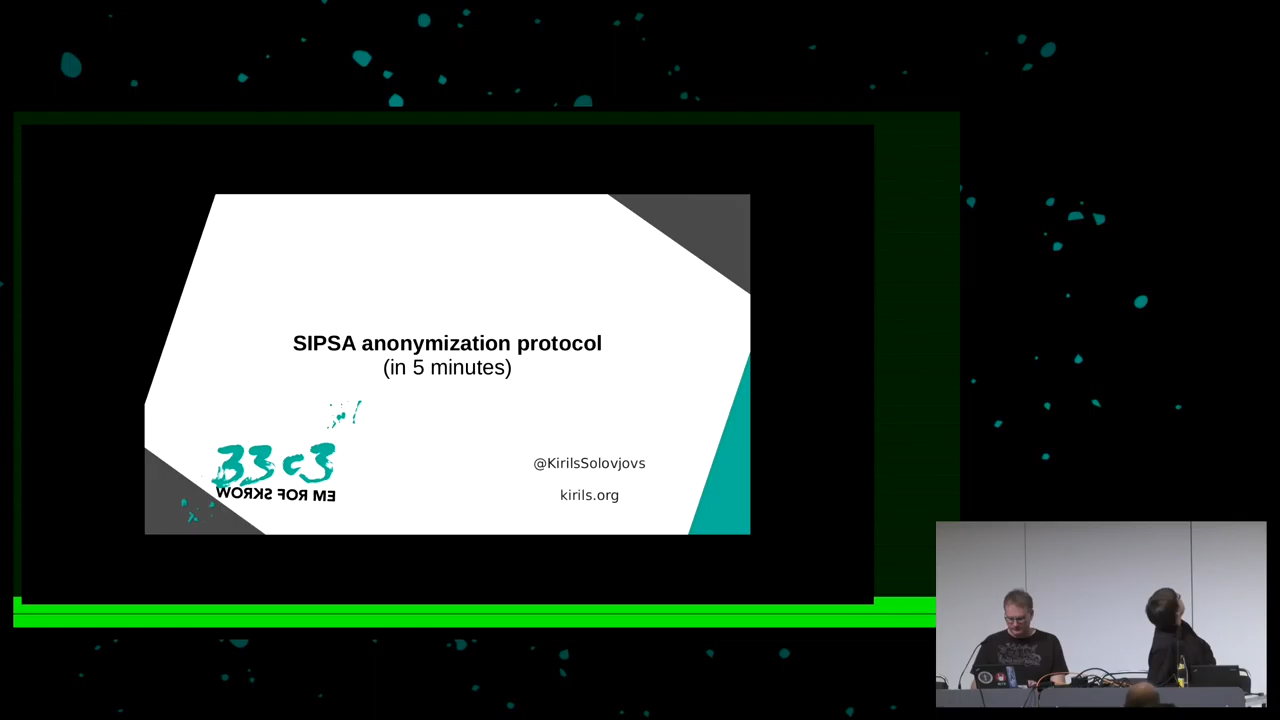 SIPSA anonymization protocol
(in 5 minutes)
33c3
WORKS FOR ME
@KirilsSolovjovs
kirils.org